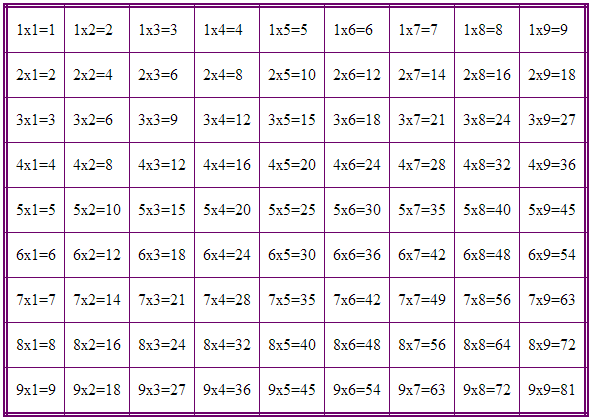 1x1=1 1x2=2 1x3=3 1x4=4 1x5=5 1x6=6 1x7=7 1x8=8 1x9=9
2x1=2 2x2=4 2x3=6 2x4=8 2x5=10 2x6=12 2x7=14 2x8=16 2x9=18
3x1=3 3x2=6 3x3=9 3x4=12 3x5=15 3x6=18 3x7=21 3x8=24 3x9=27
4x1=4 4x2=8 4x3=12 4x4=16 4x5=20 4x6=24 4x7=28 4x8=32 4x9=36
5x1=5 5x2=10 5x3=15 5x4=20 5x5=25 5x6=30 5x7=35 5x8=40 5x9=45
6x1=6 6x2=12 6x3=18 6x4=24 6x5=30 6x6=36 6x7=42 6x8=48 6x9=54
7x1=7 7x2=14 7x3=21 7x4=28 7x5=35 7x6=42 7x7=49 7x8=56 7x9=63
8x1=8 8x2=16 8x3=24 8x4=32 8x5=40 8x6=48 8x7=56 8x8=64 8x9=72
9x1=9 9x2=18 9x3=27 9x4=36 9x5=45 9x6=54 9x7=63 9x8=72 9x9=81